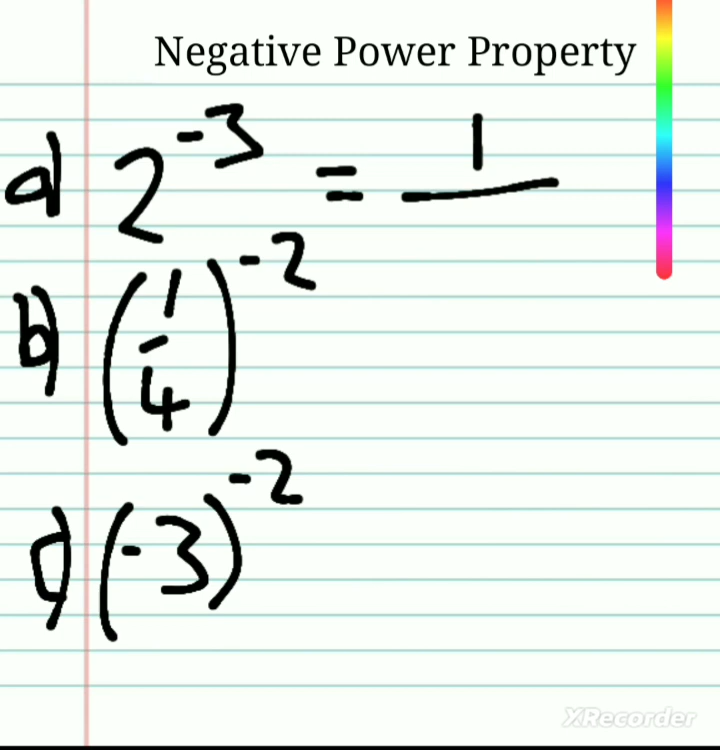 Negative Power Property
a) 2^-3 = 1/
b) (1/4)^-2
c) (-3)^-2
XRecorder